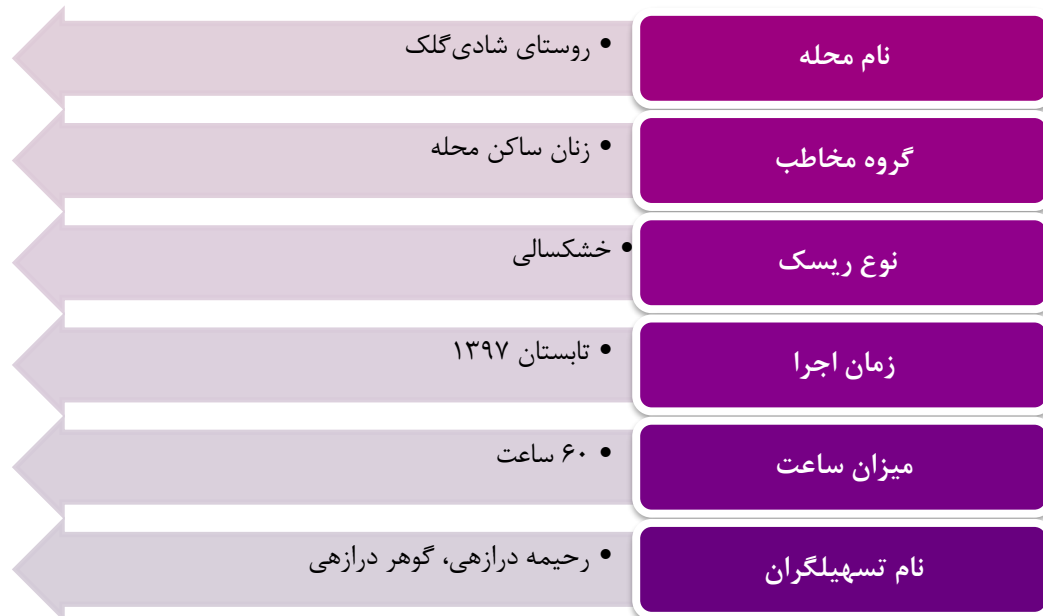 نام محله
• روستای شادی‌گلک
گروه مخاطب
• زنان ساکن محله
نوع ریسک
• خشکسالی
زمان اجرا
• تابستان ۱۳۹۷
میزان ساعت
• ۶۰ ساعت
نام تسهیلگران
• رحیمه درازهی، گوهر درازهی